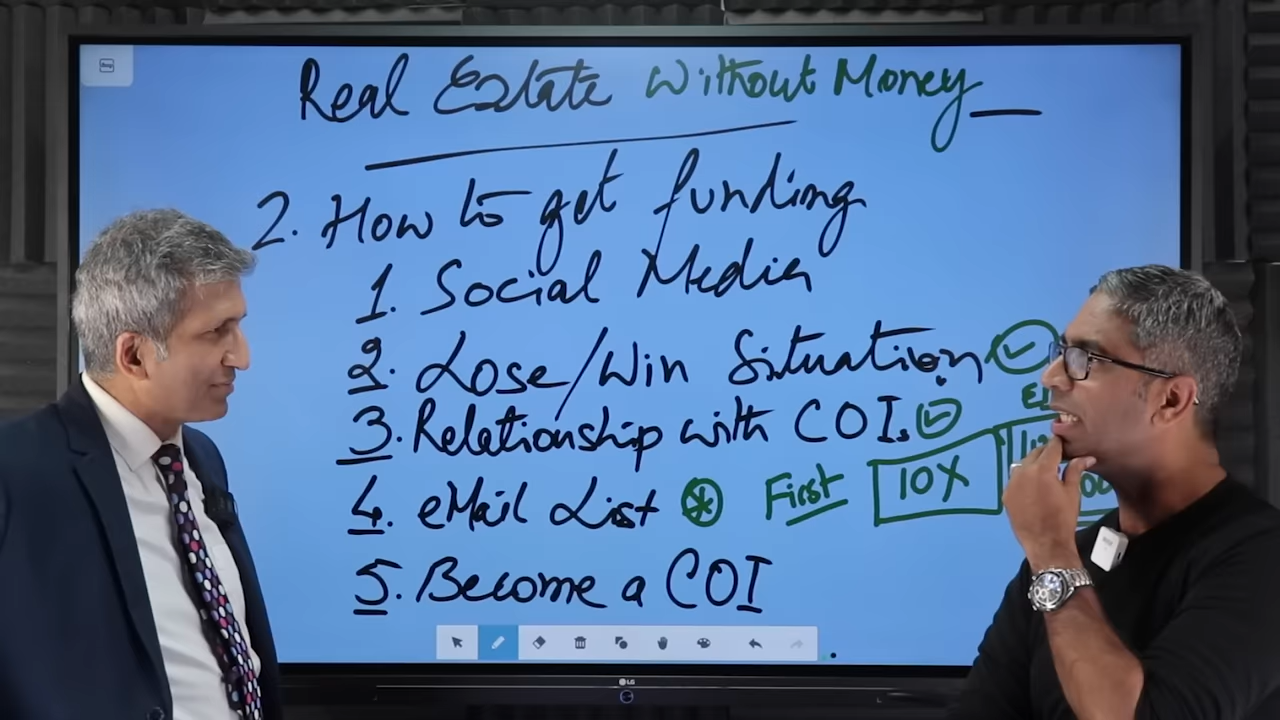 Real Estate Without Money
2. How to get funding
1. Social Media
2. Lose/Win Situation
3. Relationship with COI.
4. eMail List First 10X
5. Become a COI
LG